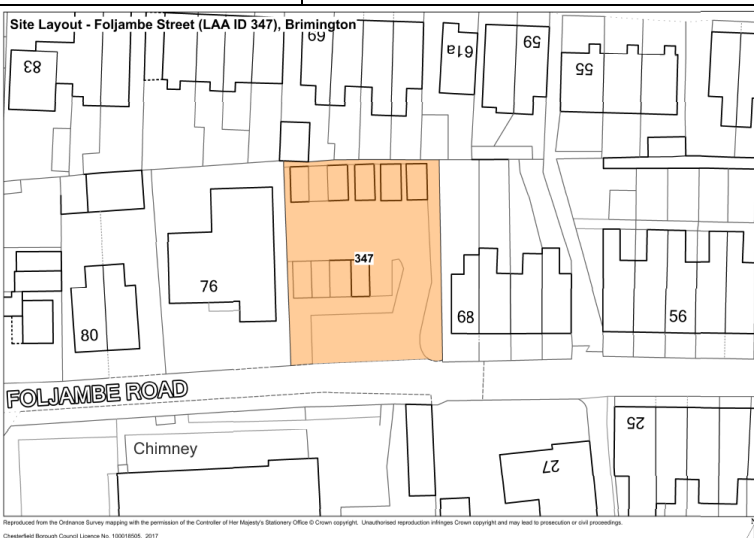 Site Layout - Foljambe Street (LAA ID 347), Brimington
83
69
61a
59
55
347
76
80
68
56
FOLJAMBE ROAD
Chimney
25
27
Reproduced from the Ordnance Survey mapping with the permission of the Controller of Her Majesty's Stationery Office © Crown copyright. Unauthorised reproduction infringes Crown copyright and may lead to prosecution or civil proceedings.
Chesterfield Borough Council Licence No. 100018505, 2017